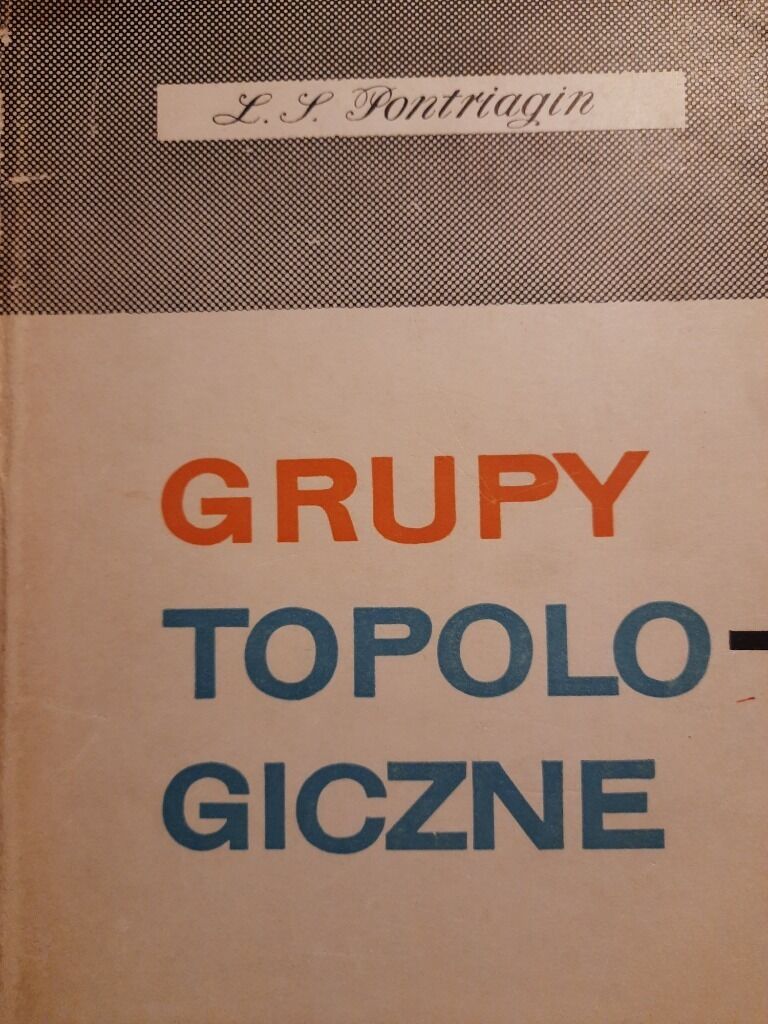 L. S. Pontriagin
GRUPY
TOPOLO-
GICZNE